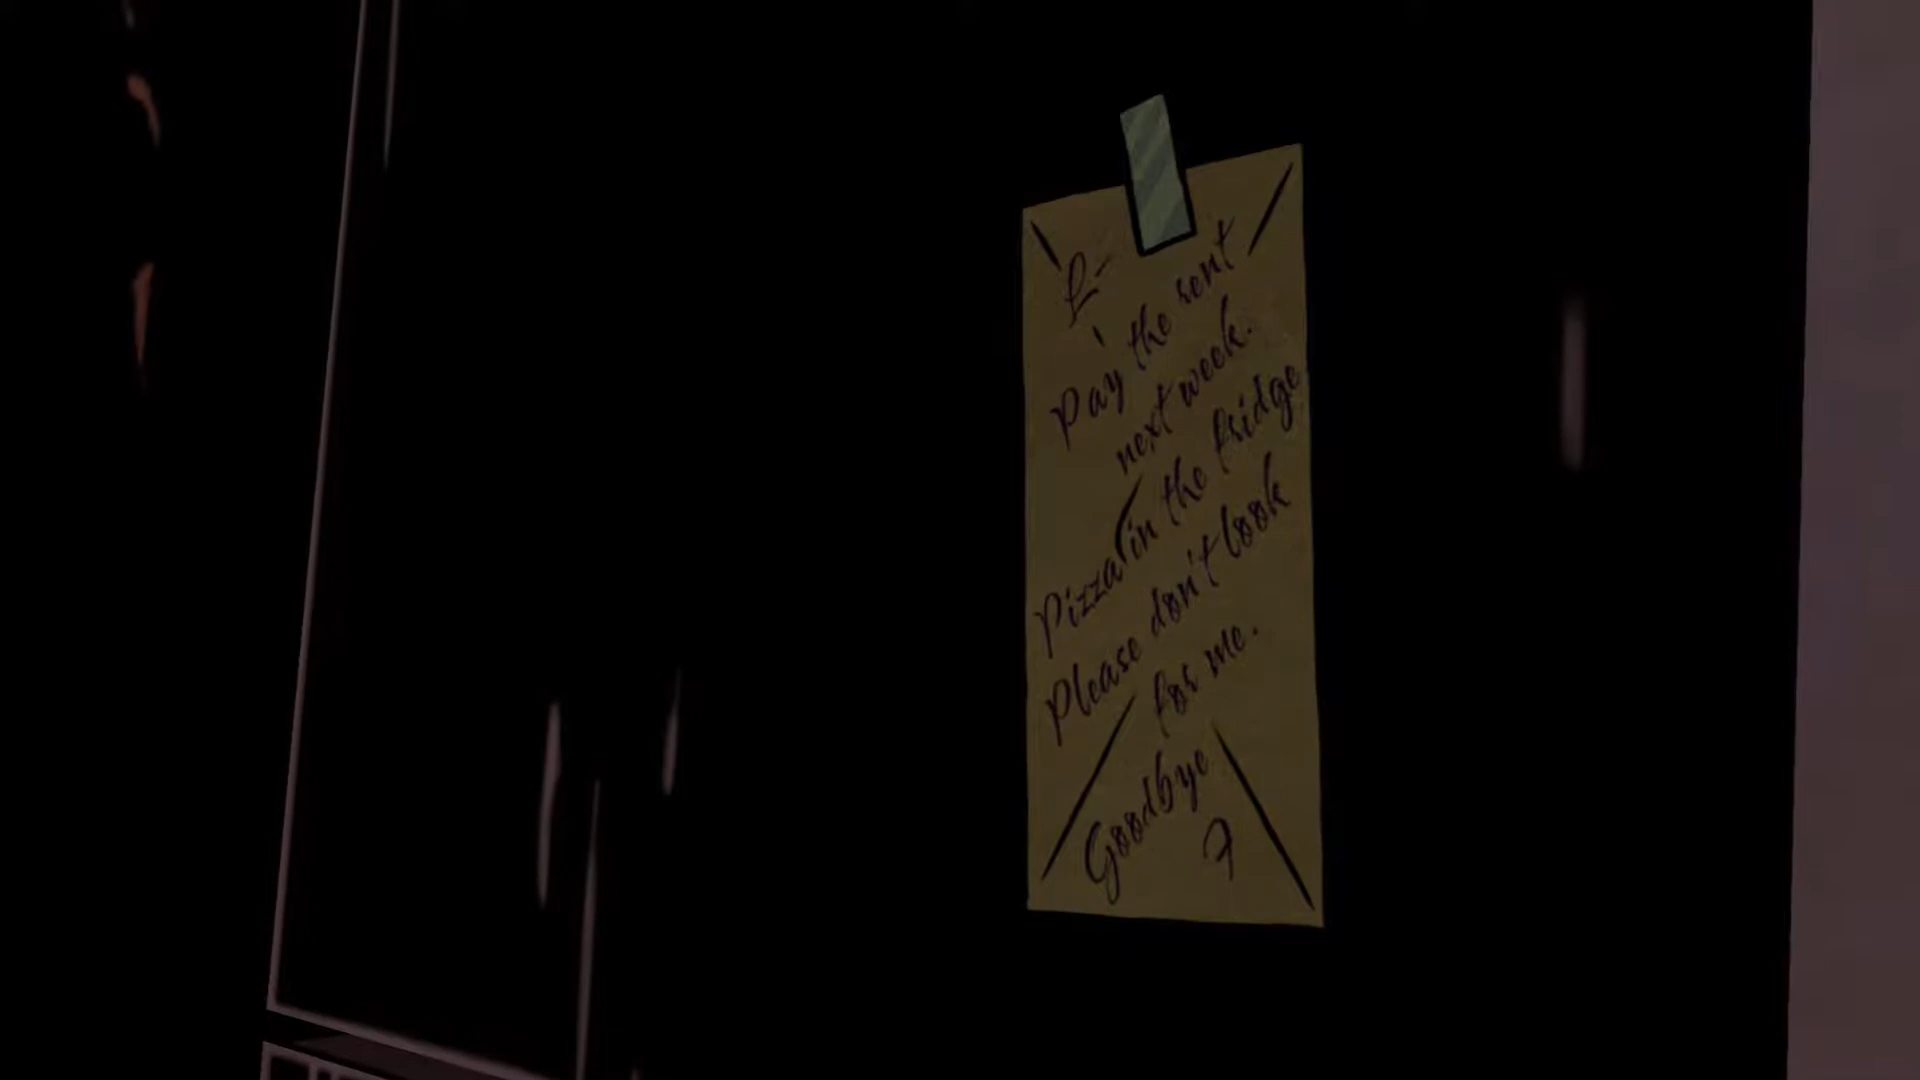 E-
Pay the rent
next week.
Pizza in the fridge
Please don't look
for me.
Goodbye
F